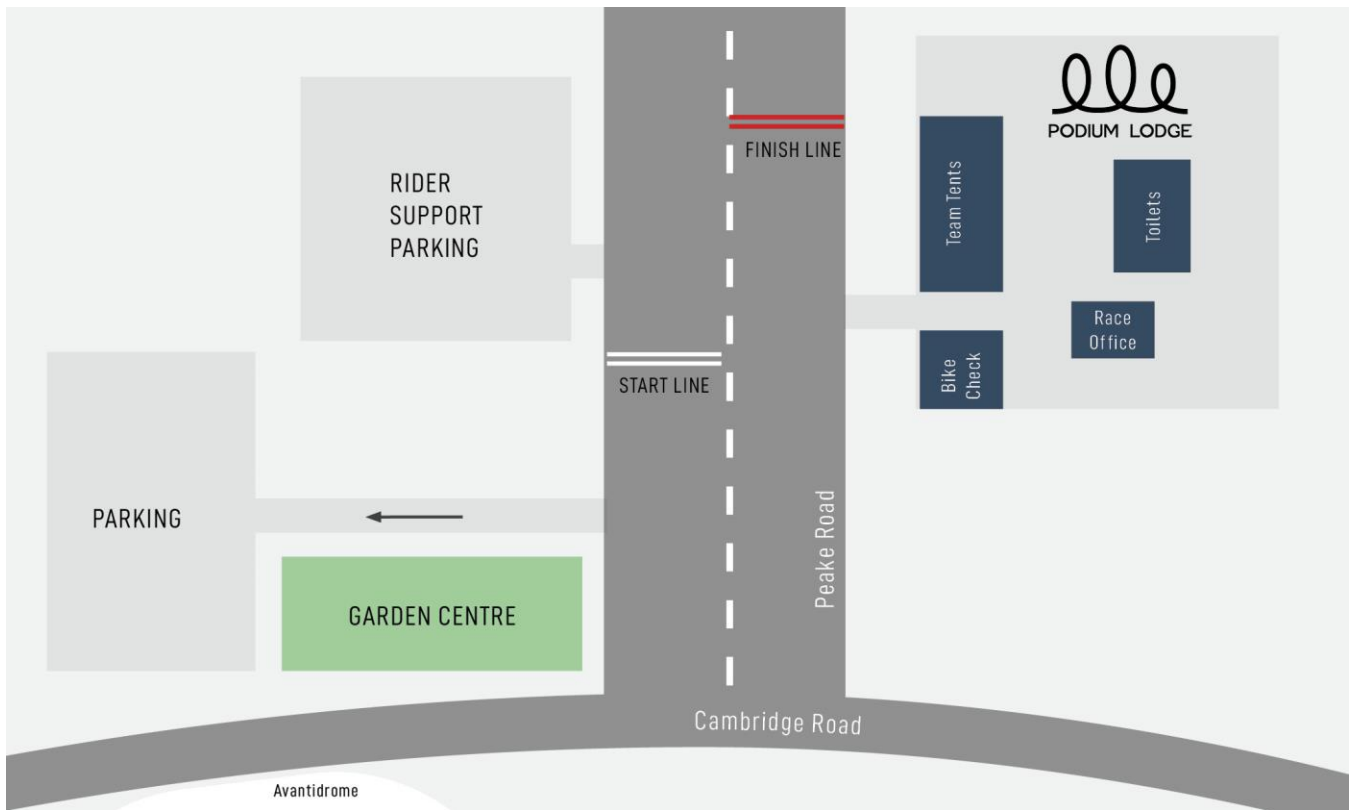 PODIUM LODGE
FINISH LINE
RIDER
SUPPORT
PARKING
Team Tents
Toilets
Race
Office
Bike
Check
START LINE
PARKING
Peake Road
GARDEN CENTRE
Cambridge Road
Avantidrome